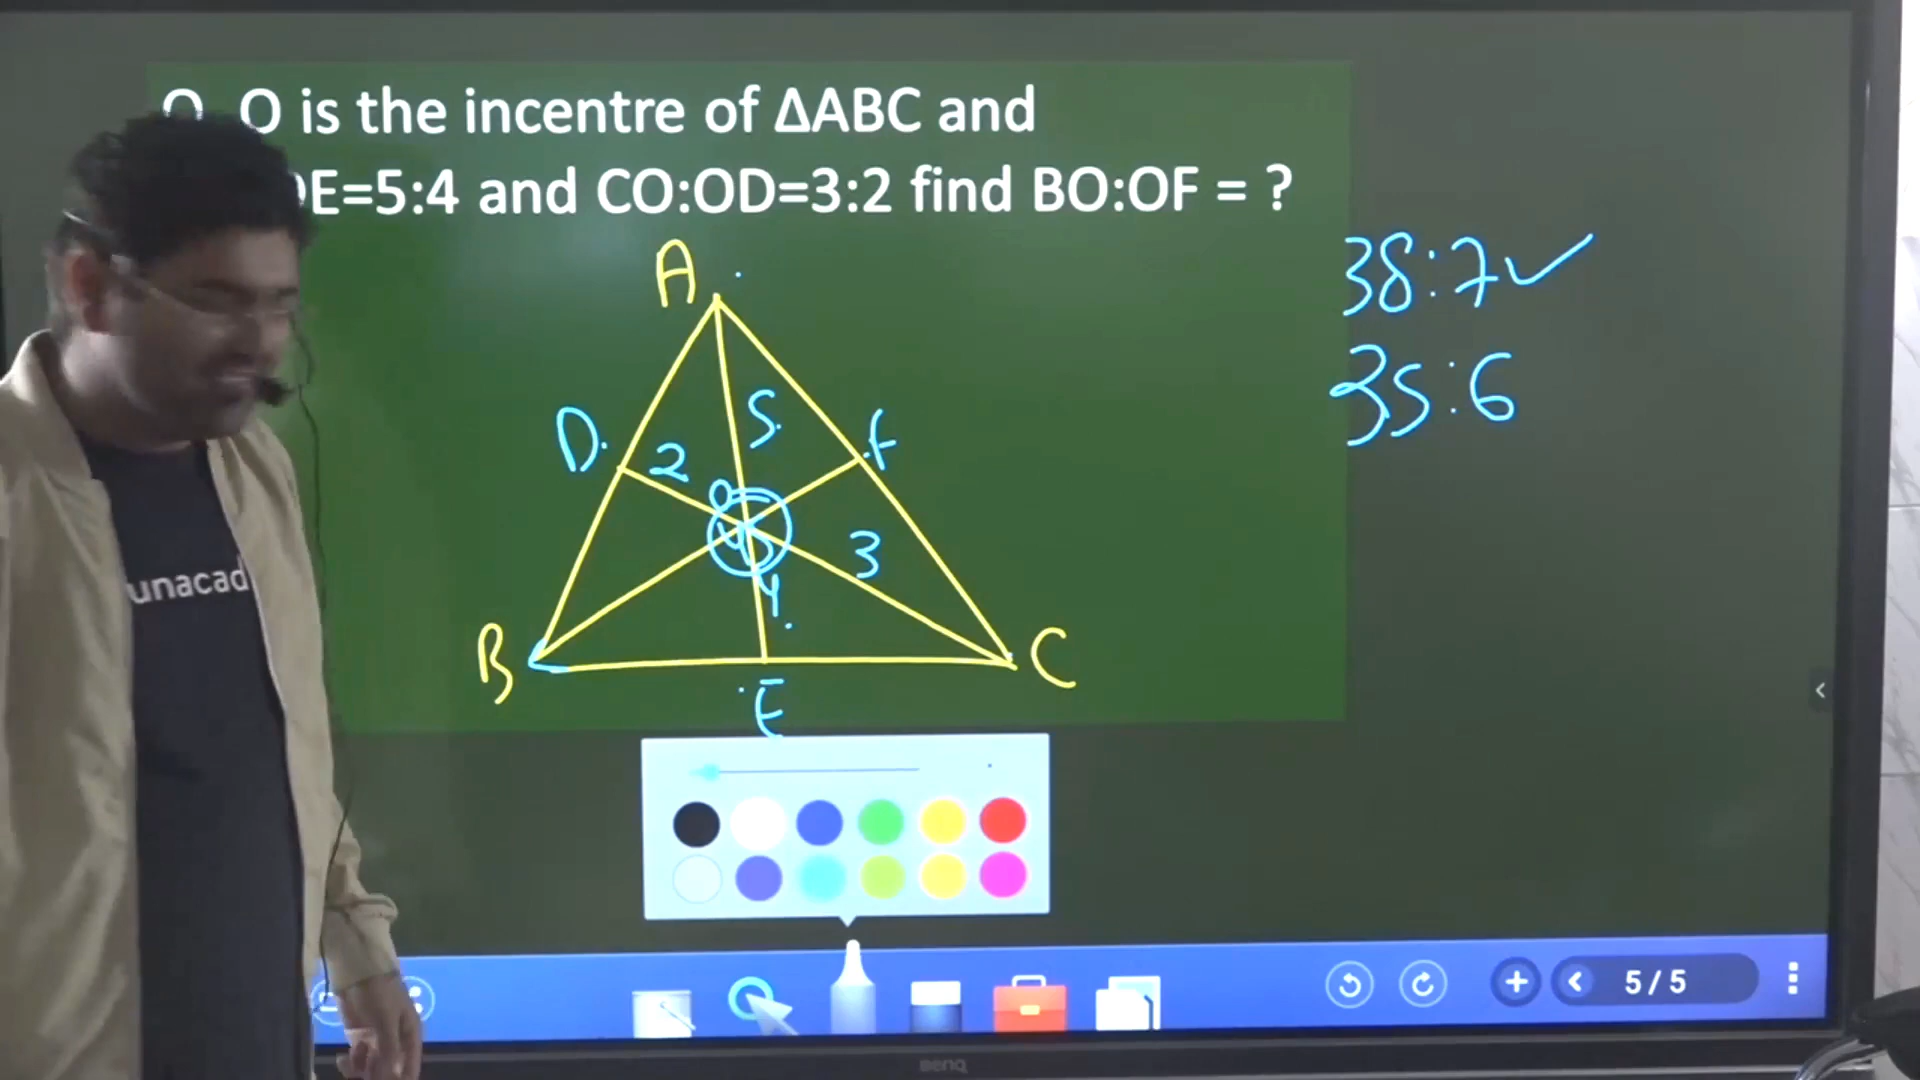 O is the incentre of ΔABC and
E=5:4 and CO:OD=3:2 find BO:OF = ?
38:7✓
35:6
A
D
5
F
2
O
3
4
B
C
E
unacad
5 / 5
BenQ